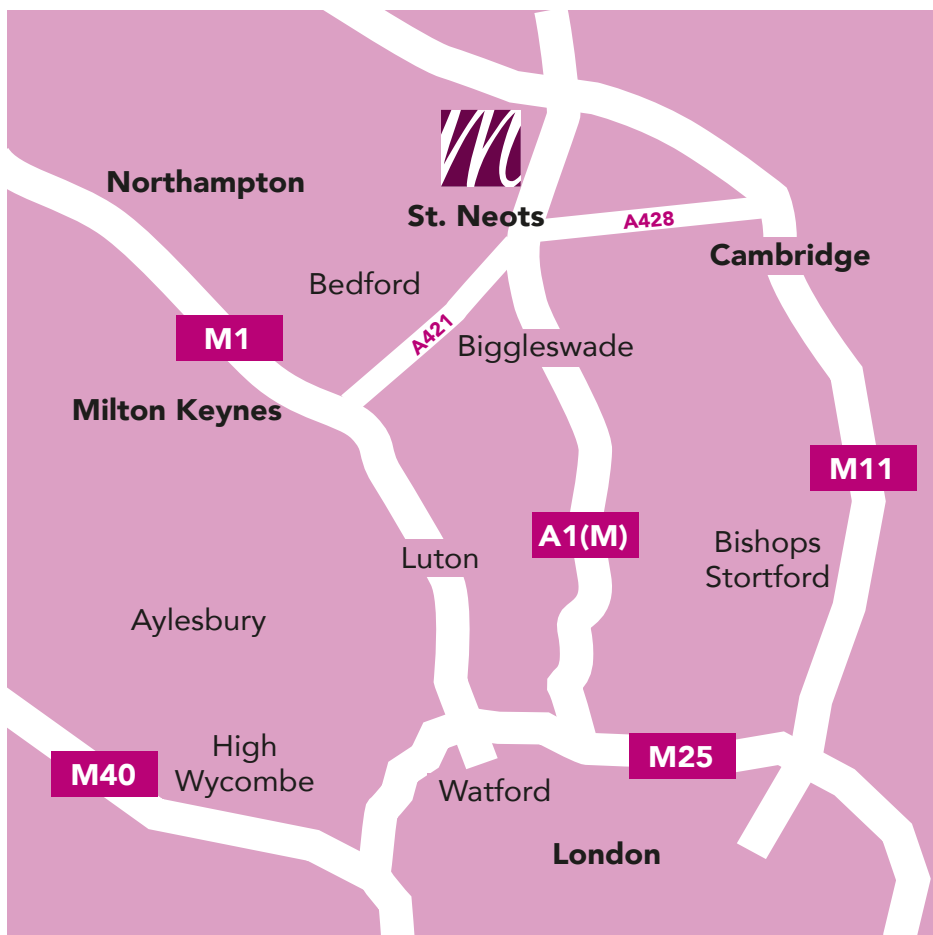 M
Northampton
St. Neots
A428
Cambridge
Bedford
A421
M1
Biggleswade
Milton Keynes
M11
A1(M)
Bishops
Stortford
Luton
Aylesbury
High
Wycombe
M40
M25
Watford
London